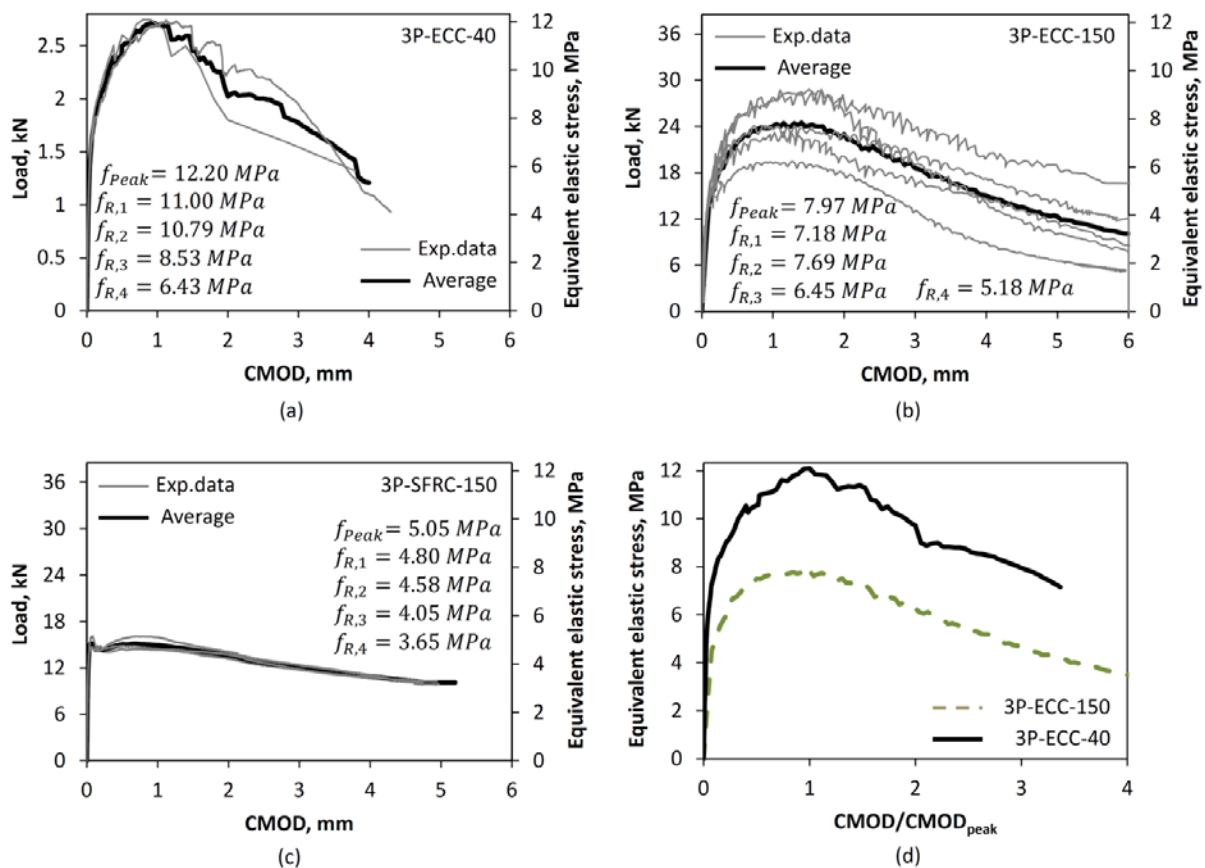 3P-ECC-40
Load, kN
Equivalent elastic stress, MPa
2.5
2
1.5
1
0.5
0
12
10
8
6
4
2
0
f_Peak = 12.20 MPa
f_R,1 = 11.00 MPa
f_R,2 = 10.79 MPa
f_R,3 = 8.53 MPa
f_R,4 = 6.43 MPa
Exp.data
Average
0 1 2 3 4 5 6
CMOD, mm
(a)
Exp.data
Average
3P-ECC-150
Load, kN
Equivalent elastic stress, MPa
36
30
24
18
12
6
0
12
10
8
6
4
2
0
f_Peak = 7.97 MPa
f_R,1 = 7.18 MPa
f_R,2 = 7.69 MPa
f_R,3 = 6.45 MPa f_R,4 = 5.18 MPa
0 1 2 3 4 5 6
CMOD, mm
(b)
Exp.data
Average
3P-SFRC-150
Load, kN
Equivalent elastic stress, MPa
36
30
24
18
12
6
0
12
10
8
6
4
2
0
f_Peak = 5.05 MPa
f_R,1 = 4.80 MPa
f_R,2 = 4.58 MPa
f_R,3 = 4.05 MPa
f_R,4 = 3.65 MPa
0 1 2 3 4 5 6
CMOD, mm
(c)
Equivalent elastic stress, MPa
12
10
8
6
4
2
0
3P-ECC-150
3P-ECC-40
0 1 2 3 4
CMOD/CMOD_peak
(d)